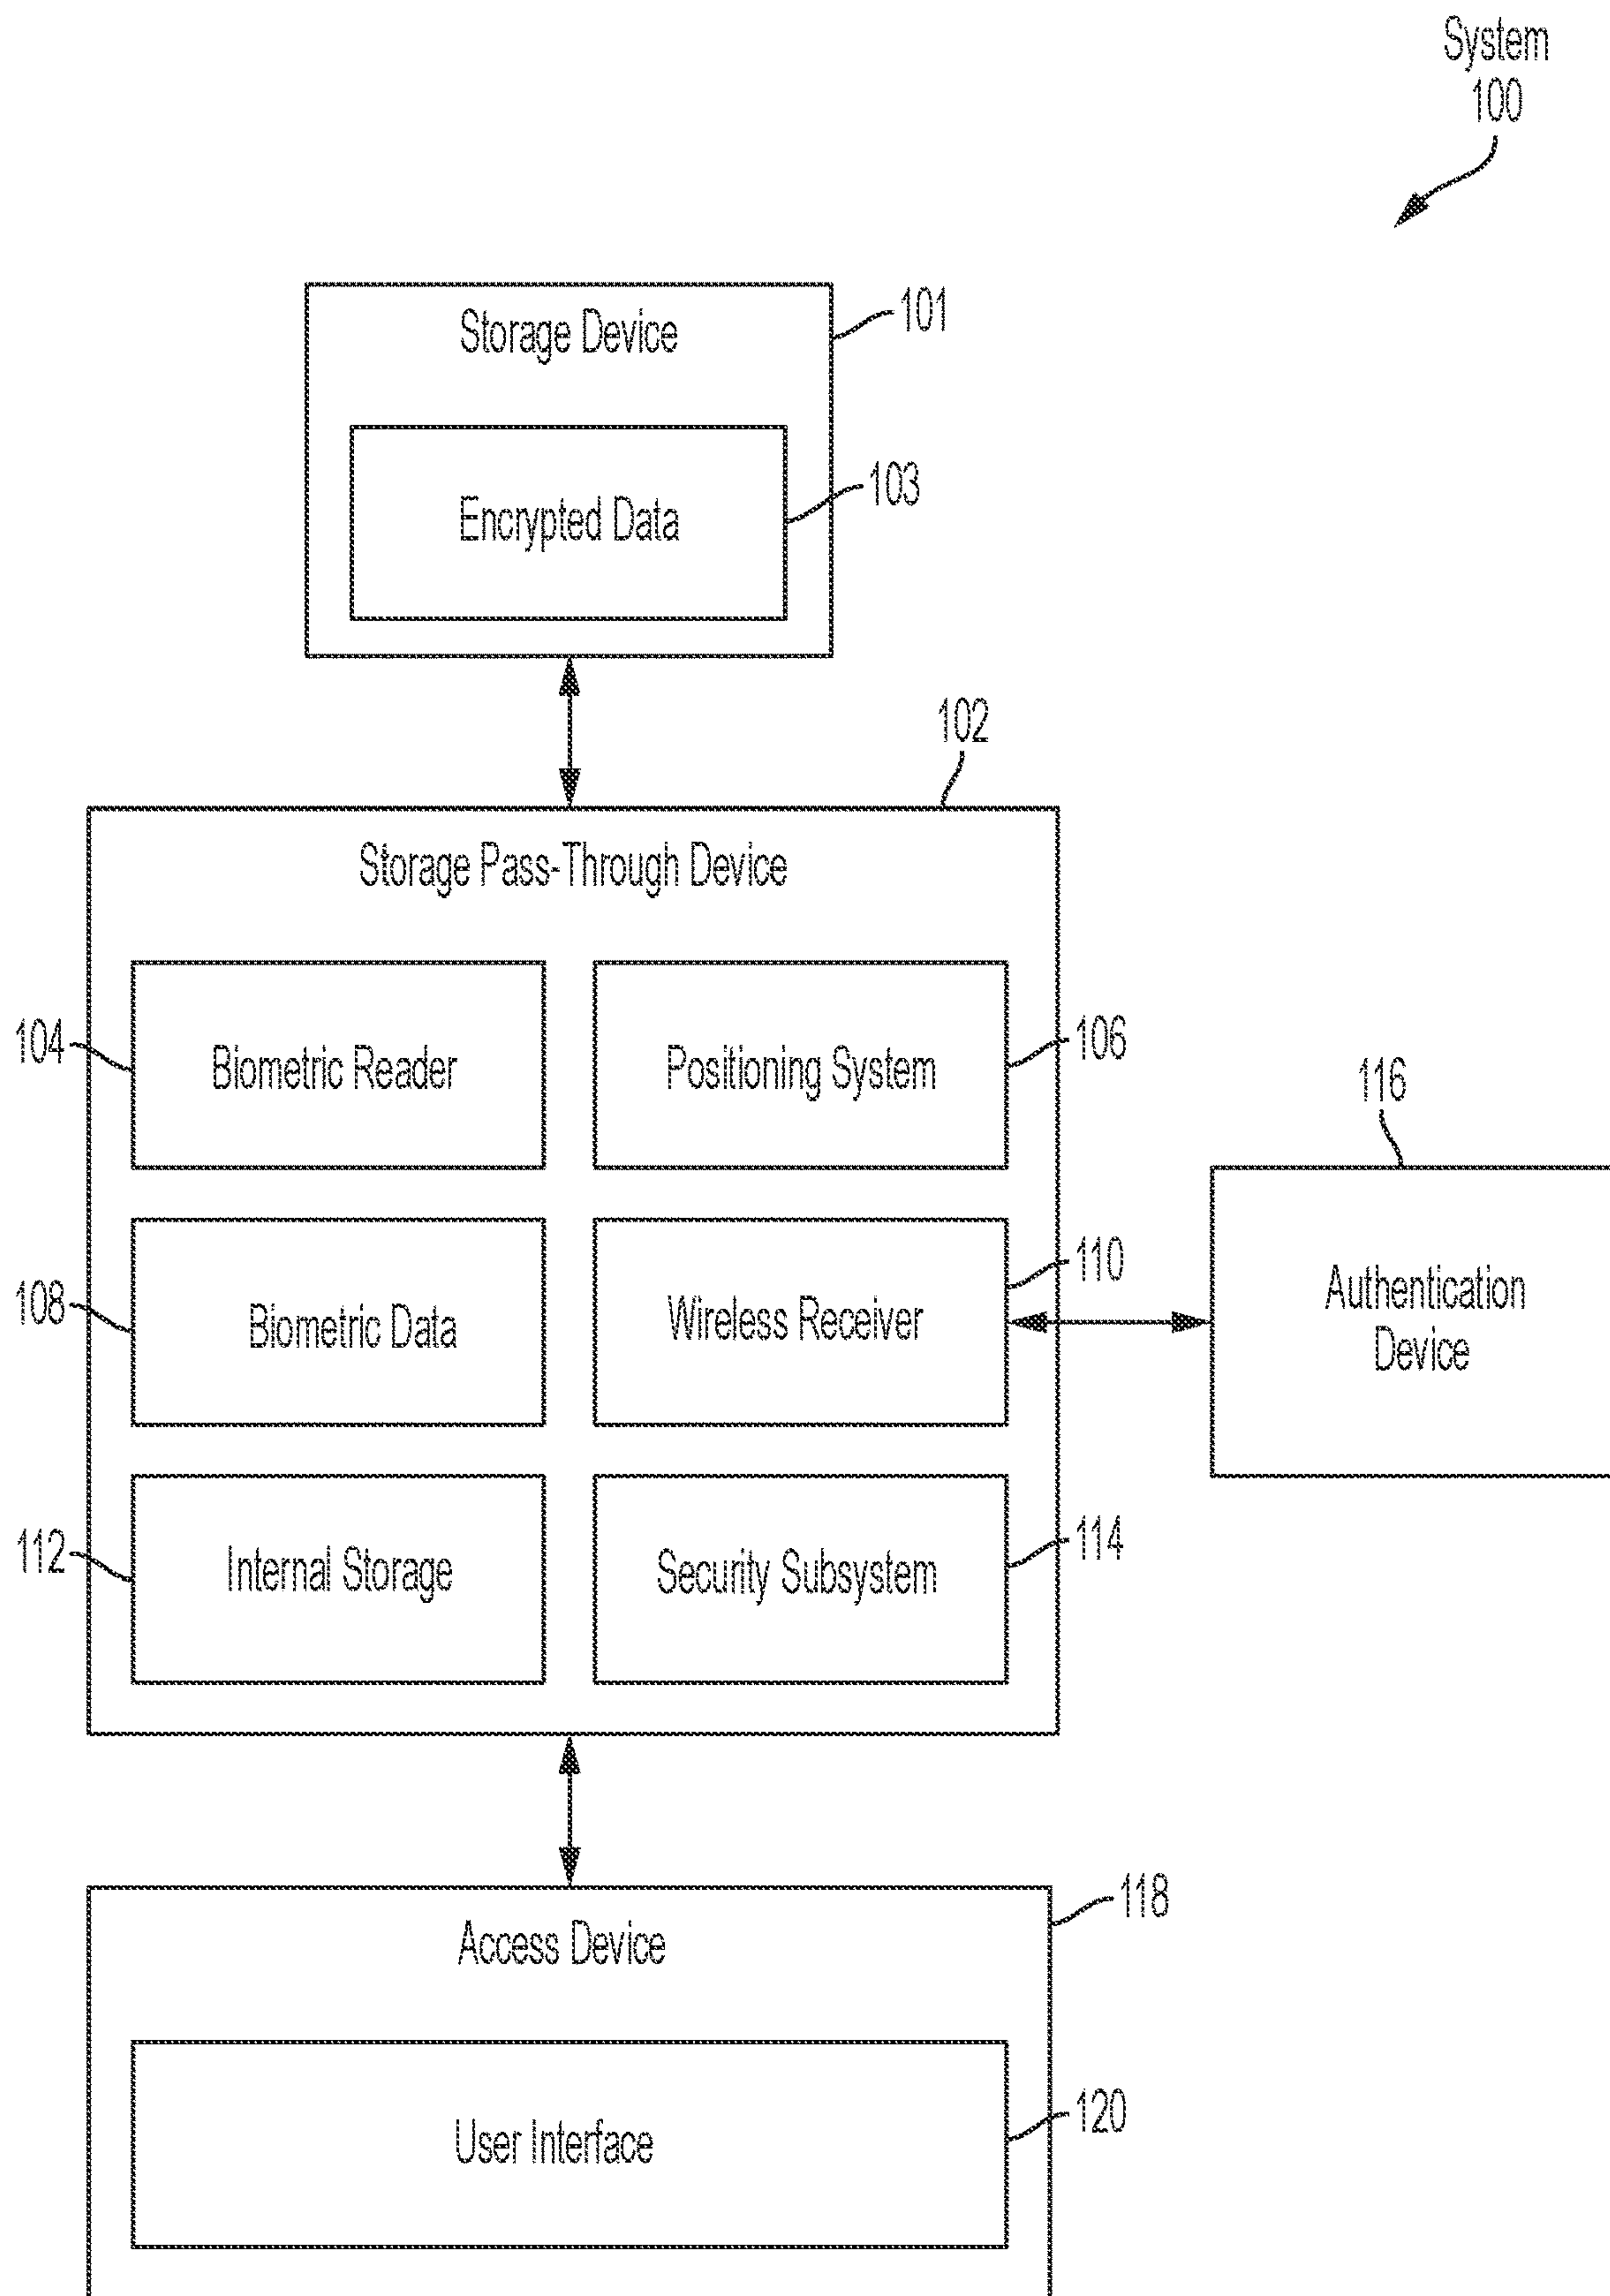 System
100
Storage Device
101
Encrypted Data
103
102
Storage Pass-Through Device
104
Biometric Reader
Positioning System
106
116
108
Biometric Data
Wireless Receiver
110
Authentication
Device
112
Internal Storage
Security Subsystem
114
118
Access Device
User Interface
120